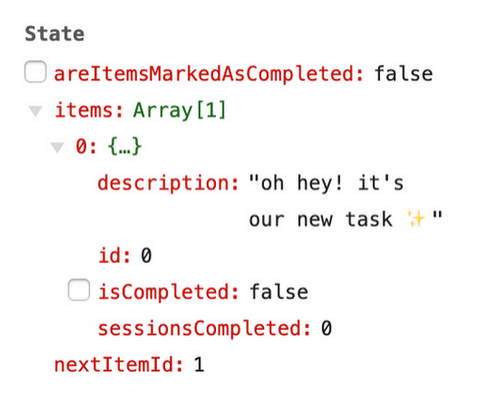 State
areItemsMarkedAsCompleted: false
items: Array[1]
0: {…}
description: "oh hey! it's
our new task ✨"
id: 0
isCompleted: false
sessionsCompleted: 0
nextItemId: 1